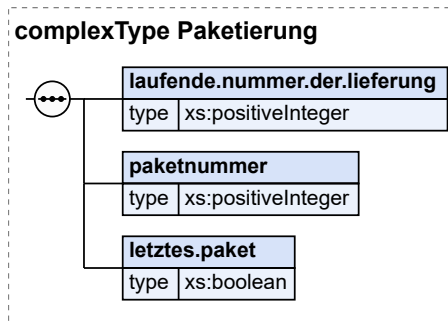 complexType Paketierung
laufende.nummer.der.lieferung
type xs:positiveInteger
paketnummer
type xs:positiveInteger
letztes.paket
type xs:boolean